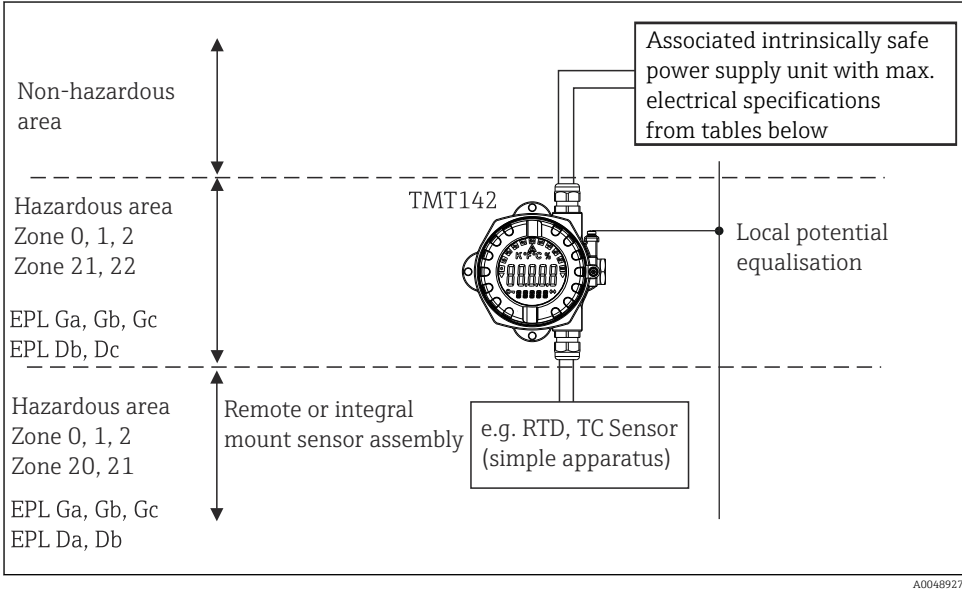 Associated intrinsically safe
power supply unit with max.
electrical specifications
from tables below
Non-hazardous
area
TMT142
Hazardous area
Zone 0, 1, 2
Zone 21, 22
EPL Ga, Gb, Gc
EPL Db, Dc
K °F °C %
Local potential
equalisation
Hazardous area
Zone 0, 1, 2
Zone 20, 21
EPL Ga, Gb, Gc
EPL Da, Db
Remote or integral
mount sensor assembly
e.g. RTD, TC Sensor
(simple apparatus)
A0048927